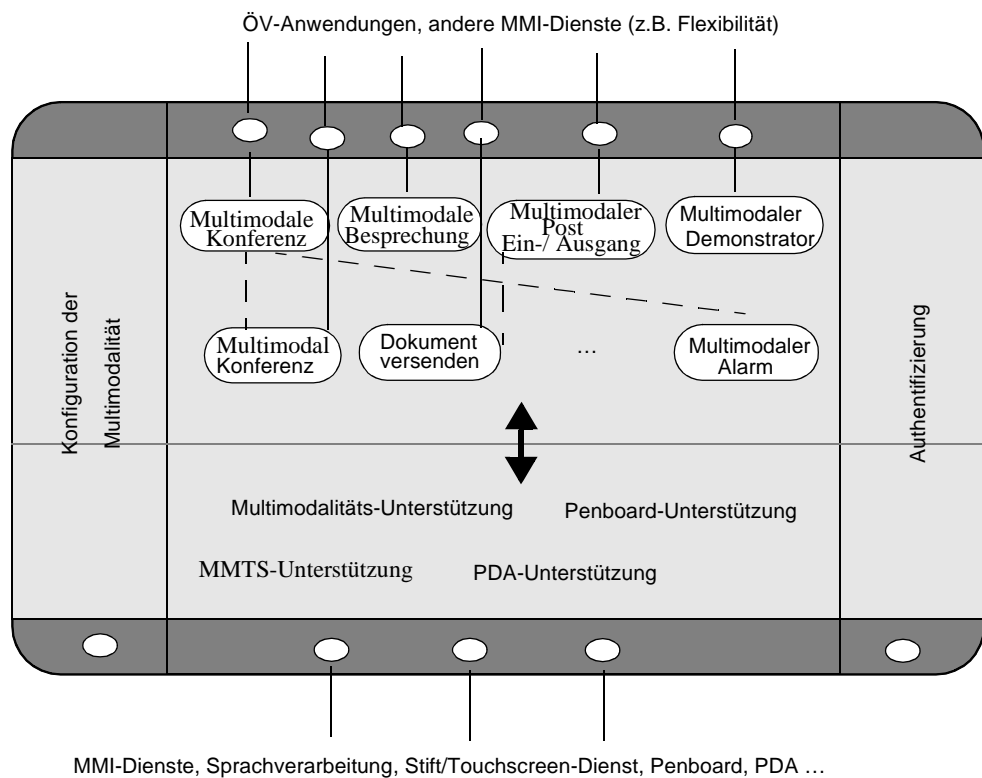 ÖV-Anwendungen, andere MMI-Dienste (z.B. Flexibilität)
Multimodale
Konferenz
Multimodale
Besprechung
Multimodaler
Post
Ein-/ Ausgang
Multimodaler
Demonstrator
Konfiguration der
Multimodalität
Multimodal
Konferenz
Dokument
versenden
...
Multimodaler
Alarm
Authentifizierung
Multimodalitäts-Unterstützung
Penboard-Unterstützung
MMTS-Unterstützung
PDA-Unterstützung
MMI-Dienste, Sprachverarbeitung, Stift/Touchscreen-Dienst, Penboard, PDA ...